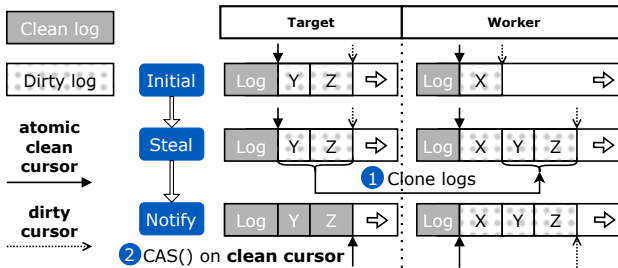 Clean log
Dirty log
atomic
clean
cursor
dirty
cursor
Initial
Steal
Notify
Target Worker
Log Y Z Log X
Log Y Z Log X Y Z
1 Clone logs
Log Y Z Log X Y Z
2 CAS() on clean cursor